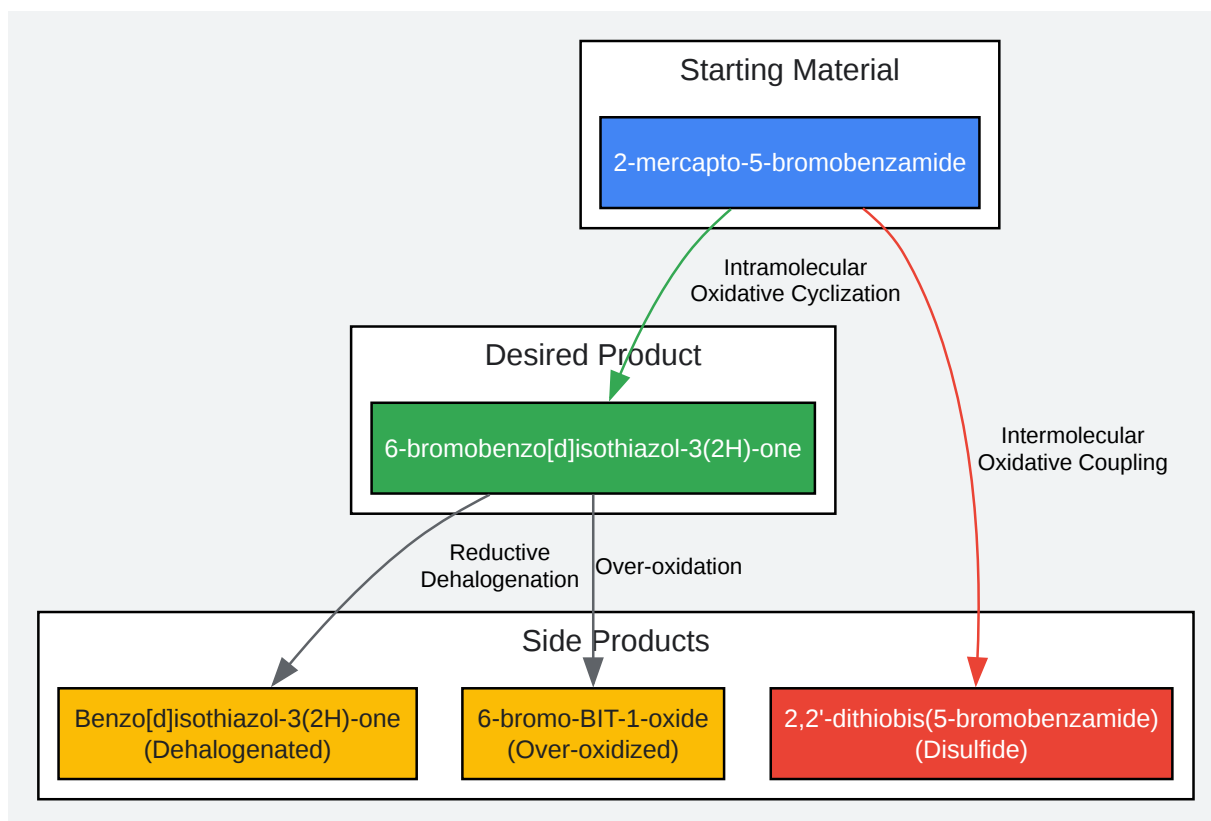 Starting Material
2-mercapto-5-bromobenzamide
Intramolecular
Oxidative Cyclization
Desired Product
6-bromobenzo[d]isothiazol-3(2H)-one
Intermolecular
Oxidative Coupling
Reductive
Dehalogenation
Over-oxidation
Side Products
Benzo[d]isothiazol-3(2H)-one
(Dehalogenated)
6-bromo-BIT-1-oxide
(Over-oxidized)
2,2'-dithiobis(5-bromobenzamide)
(Disulfide)